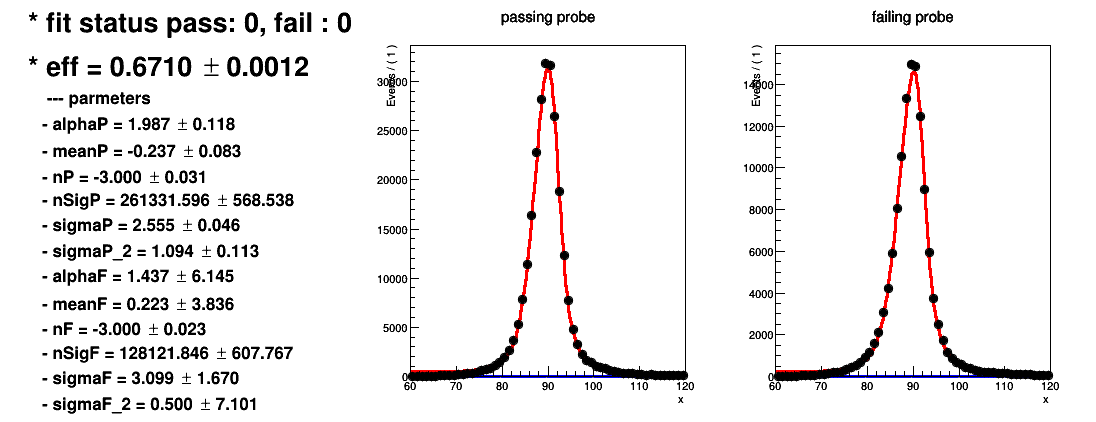 * fit status pass: 0, fail : 0
* eff = 0.6710 ± 0.0012
--- parmeters
- alphaP = 1.987 ± 0.118
- meanP = -0.237 ± 0.083
- nP = -3.000 ± 0.031
- nSigP = 261331.596 ± 568.538
- sigmaP = 2.555 ± 0.046
- sigmaP_2 = 1.094 ± 0.113
- alphaF = 1.437 ± 6.145
- meanF = 0.223 ± 3.836
- nF = -3.000 ± 0.023
- nSigF = 128121.846 ± 607.767
- sigmaF = 3.099 ± 1.670
- sigmaF_2 = 0.500 ± 7.101
passing probe
Events / ( 1 )
30000
25000
20000
15000
10000
5000
0
60 70 80 90 100 110 120
x
failing probe
Events / ( 1 )
14000
12000
10000
8000
6000
4000
2000
0
60 70 80 90 100 110 120
x